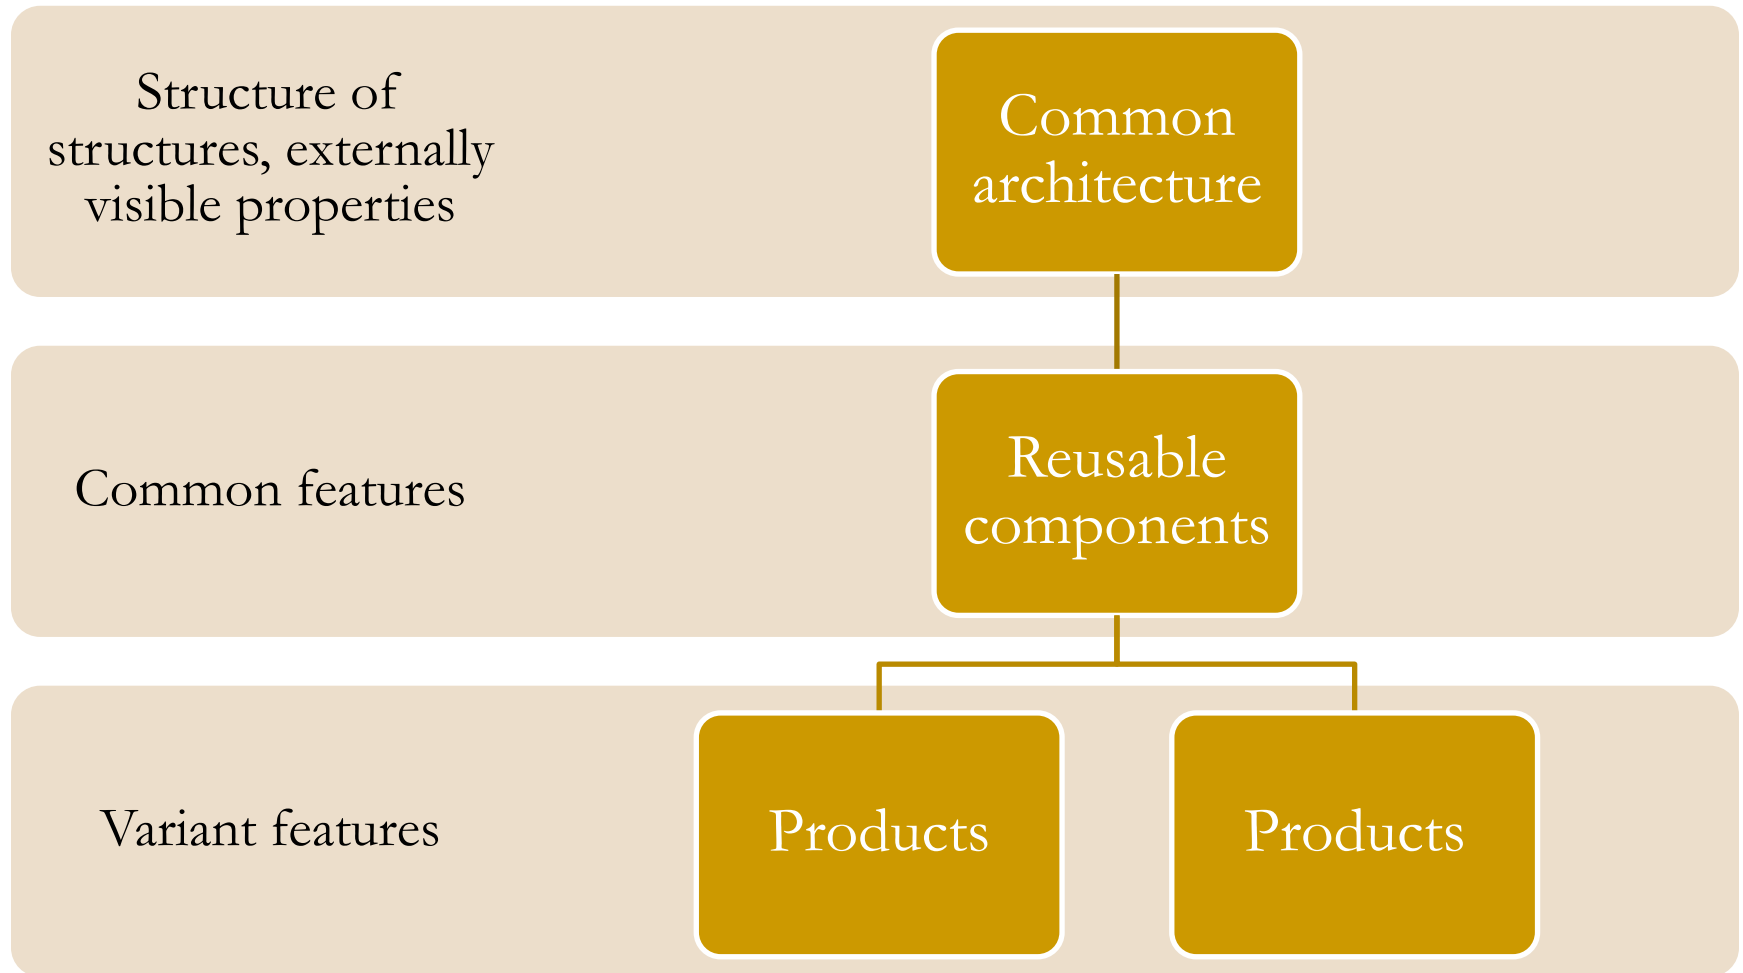 Structure of
structures, externally
visible properties
Common
architecture
Common features
Reusable
components
Variant features
Products
Products